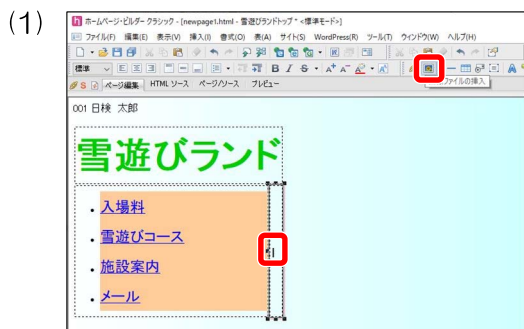 (1)
ホームページ・ビルダー クラシック - [newpage1.html - 雪遊びランドトップ * <標準モード>]
ファイル(F) 編集(E) 表示(V) 挿入(I) 書式(O) 表(A) サイト(S) WordPress(R) ツール(T) ウィンドウ(W) ヘルプ(H)
標準
ページ編集 HTML ソース ページ/ソース プレビュー
ファイルの挿入
001 日検 太郎
雪遊びランド
・入場料
・雪遊びコース
・施設案内
・メール